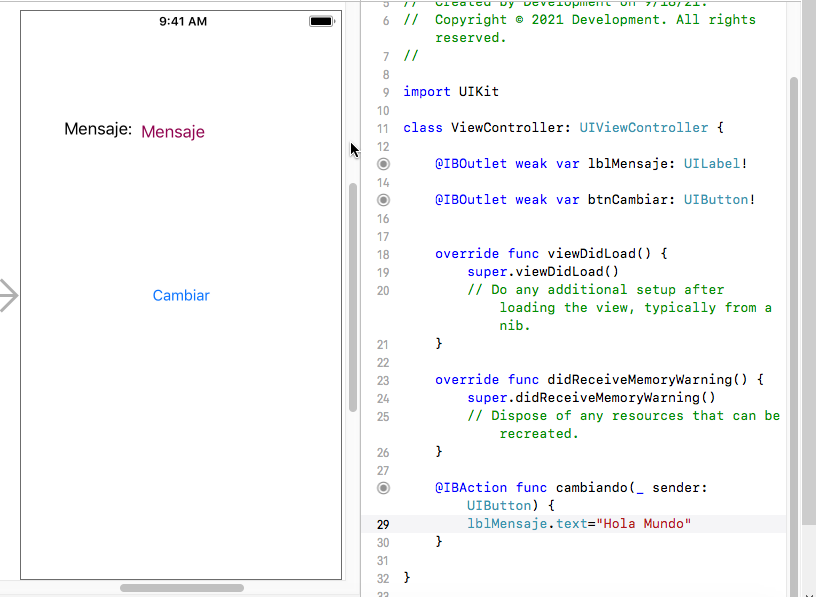 9:41 AM
Mensaje: Mensaje
Cambiar
5 // Created by Development on 9/18/21.
6 // Copyright © 2021 Development. All rights
reserved.
7 //
8
9 import UIKit
10
11 class ViewController: UIViewController {
12
@IBOutlet weak var lblMensaje: UILabel!
14
@IBOutlet weak var btnCambiar: UIButton!
16
17
18 override func viewDidLoad() {
19 super.viewDidLoad()
20 // Do any additional setup after
loading the view, typically from a
nib.
21 }
22
23 override func didReceiveMemoryWarning() {
24 super.didReceiveMemoryWarning()
25 // Dispose of any resources that can be
recreated.
26 }
27
@IBAction func cambiando(_ sender:
UIButton) {
29 lblMensaje.text="Hola Mundo"
30 }
31
32 }
33